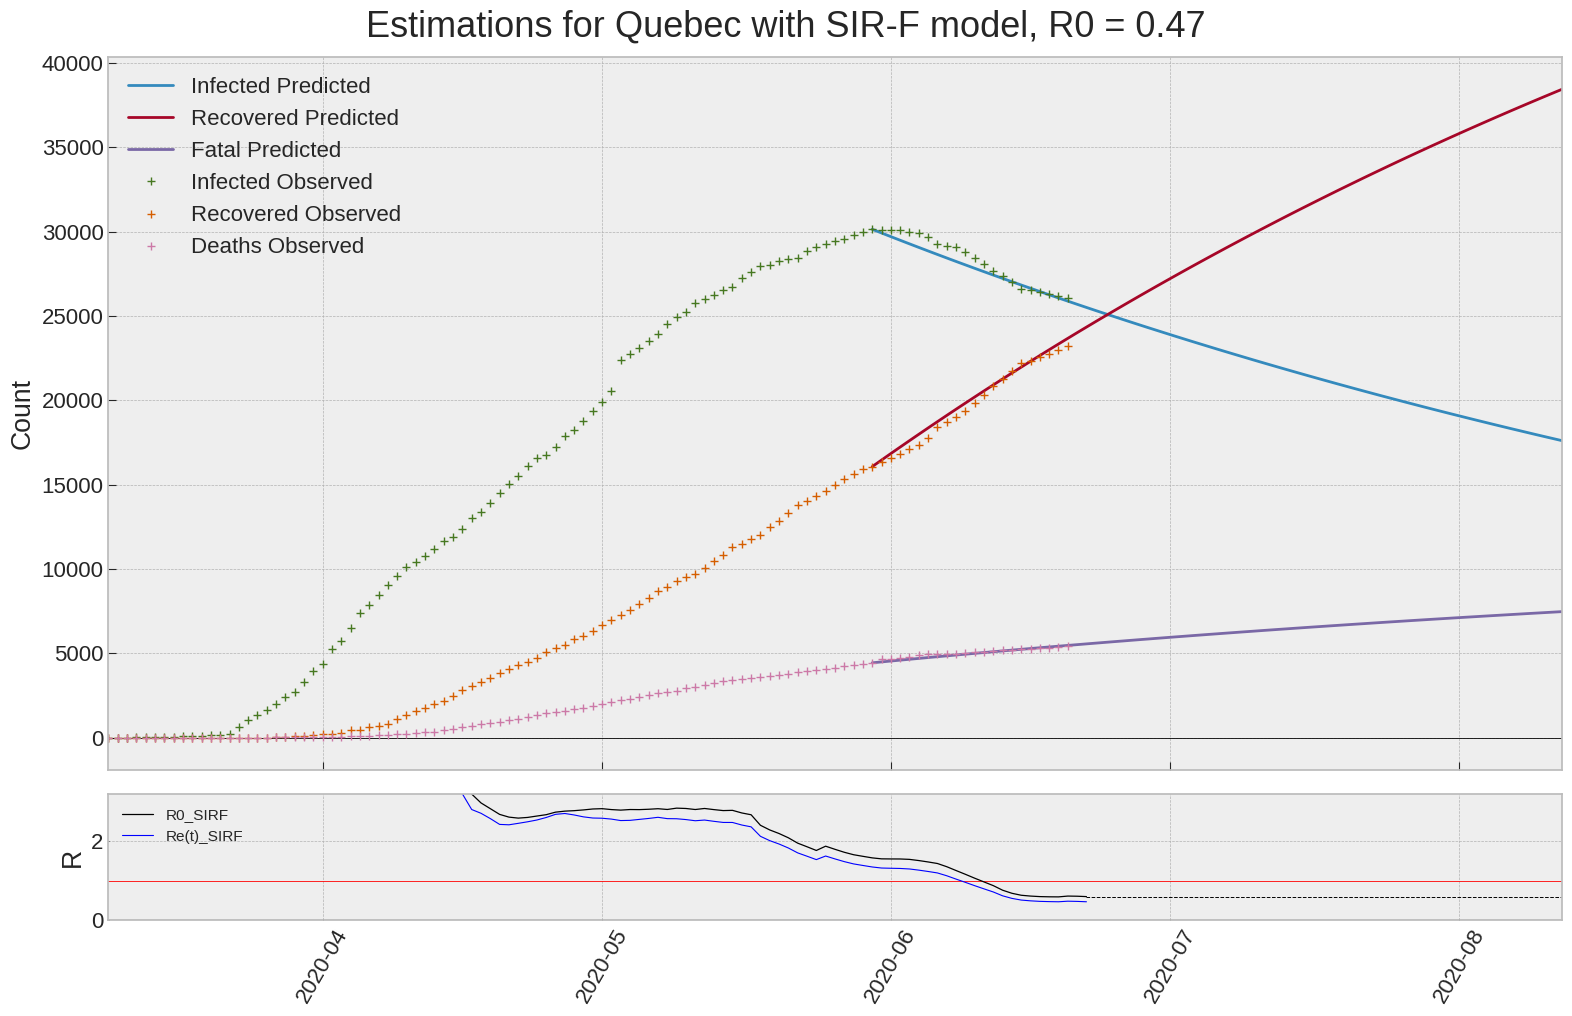 Estimations for Quebec with SIR-F model, R0 = 0.47
40000
35000
30000
25000
20000
15000
10000
5000
0
Count
Infected Predicted
Recovered Predicted
Fatal Predicted
Infected Observed
Recovered Observed
Deaths Observed
R0_SIRF
Re(t)_SIRF
2
0
R
2020-04
2020-05
2020-06
2020-07
2020-08